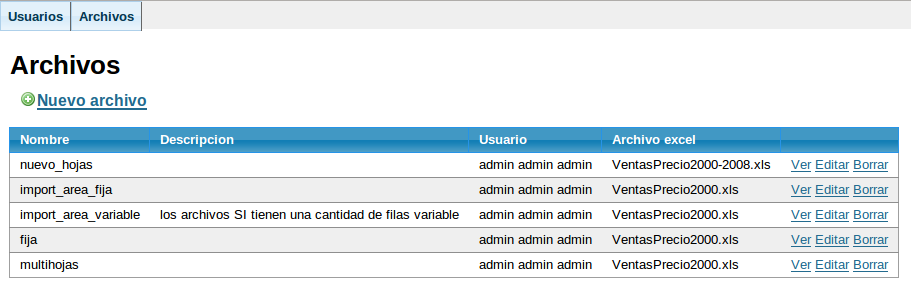 Usuarios Archivos
Archivos
Nuevo archivo
Nombre Descripcion Usuario Archivo excel
nuevo_hojas admin admin admin VentasPrecio2000-2008.xls Ver Editar Borrar
import_area_fija admin admin admin VentasPrecio2000.xls Ver Editar Borrar
import_area_variable los archivos SI tienen una cantidad de filas variable admin admin admin VentasPrecio2000.xls Ver Editar Borrar
fija admin admin admin VentasPrecio2000.xls Ver Editar Borrar
multihojas admin admin admin VentasPrecio2000.xls Ver Editar Borrar